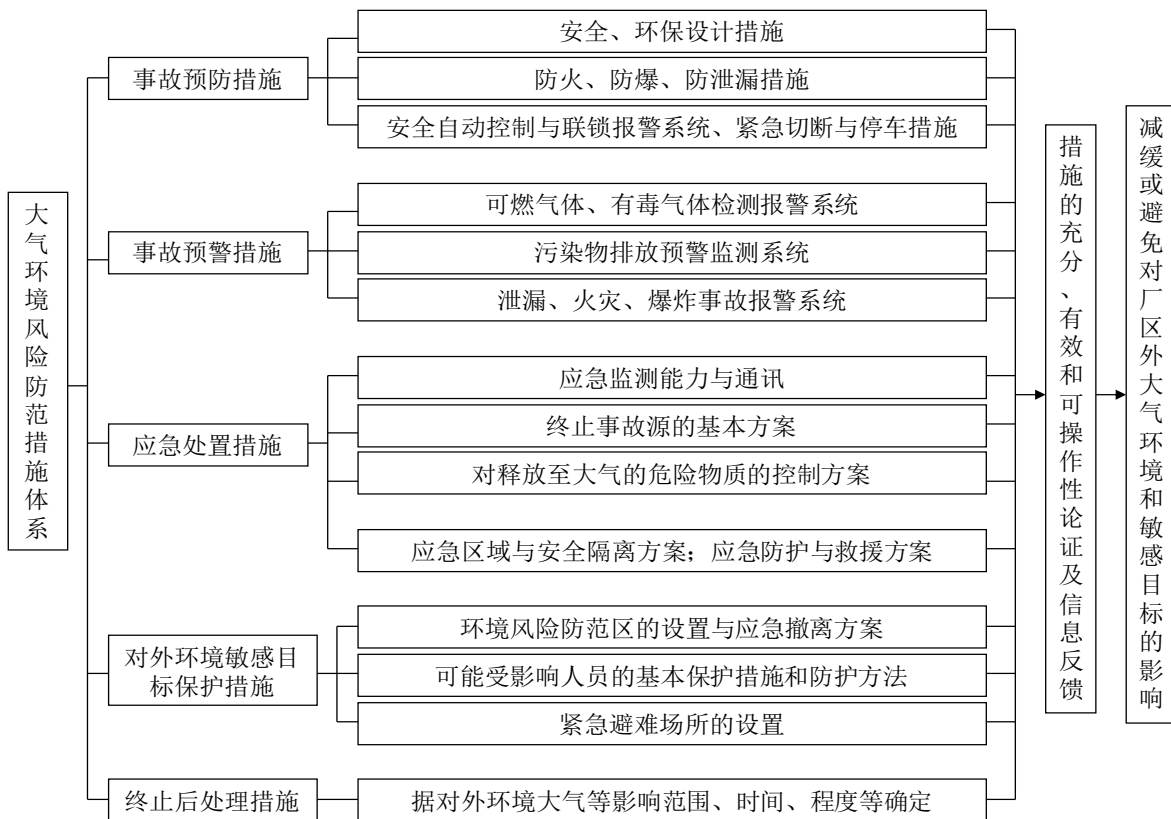 大气环境风险防范措施体系
事故预防措施
安全、环保设计措施
防火、防爆、防泄漏措施
安全自动控制与联锁报警系统、紧急切断与停车措施
事故预警措施
可燃气体、有毒气体检测报警系统
污染物排放预警监测系统
泄漏、火灾、爆炸事故报警系统
应急处置措施
应急监测能力与通讯
终止事故源的基本方案
对释放至大气的危险物质的控制方案
应急区域与安全隔离方案；应急防护与救援方案
对外环境敏感目
标保护措施
环境风险防范区的设置与应急撤离方案
可能受影响人员的基本保护措施和防护方法
紧急避难场所的设置
终止后处理措施
据对外环境大气等影响范围、时间、程度等确定
措施的充分、有效和可操作性论证及信息反馈
减缓或避免对厂区外大气环境和敏感目标的影响